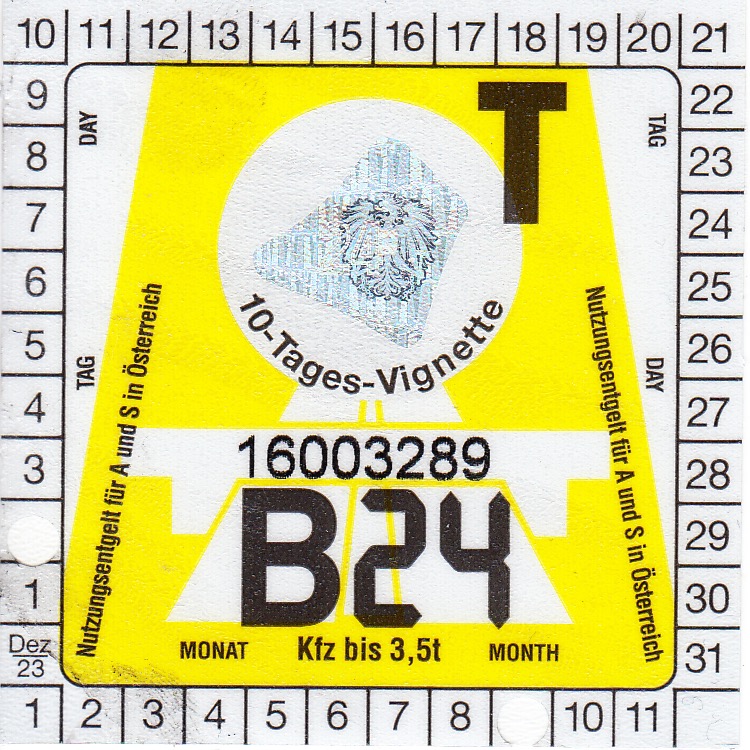 10 11 12 13 14 15 16 17 18 19 20 21
9 22
DAY T TAG
8 23
7 24
6 25
5 26
TAG DAY
4 27
3 28
29
1 30
Dez
23 31
1 2 3 4 5 6 7 8 10 11
10-Tages-Vignette
Nutzungsentgelt für A und S in Österreich
Nutzungsentgelt für A und S in Österreich
16003289
B24
MONAT Kfz bis 3,5t MONTH